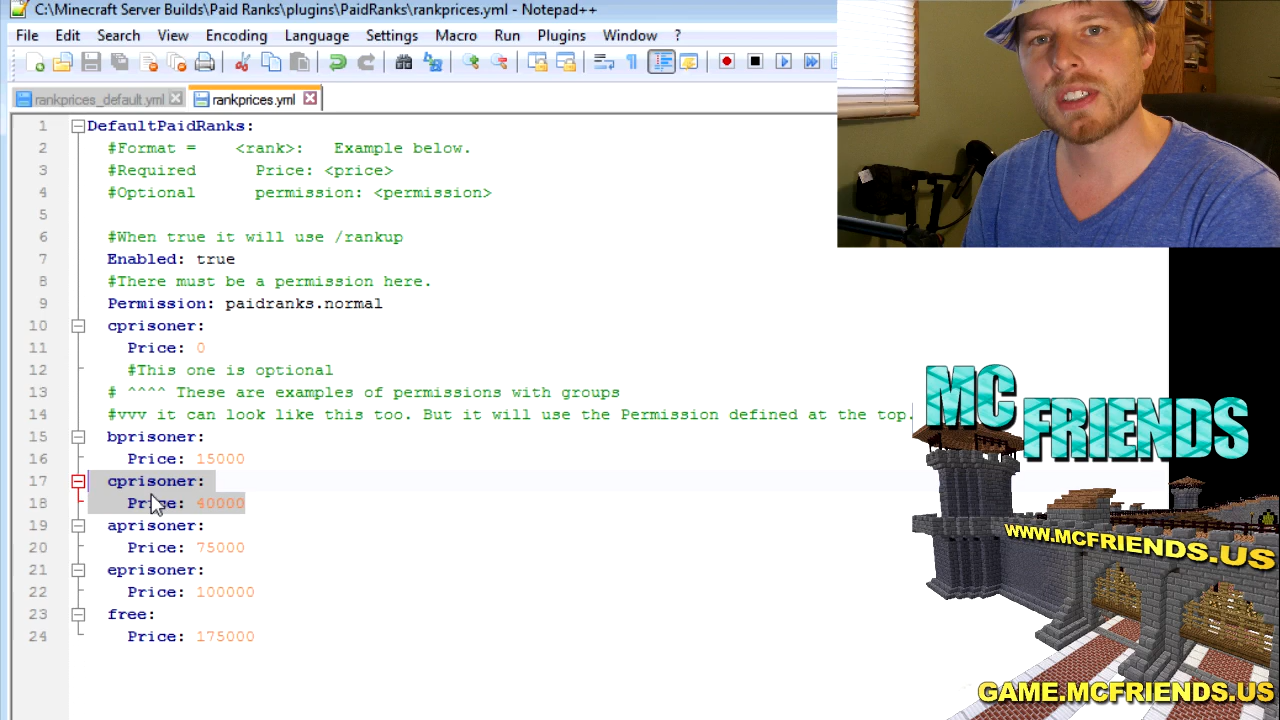 C:\Minecraft Server Builds\Paid Ranks\plugins\PaidRanks\rankprices.yml - Notepad++
File Edit Search View Encoding Language Settings Macro Run Plugins Window ?
rankprices_default.yml rankprices.yml
1 DefaultPaidRanks:
2 #Format = <rank>: Example below.
3 #Required Price: <price>
4 #Optional permission: <permission>
5
6 #When true it will use /rankup
7 Enabled: true
8 #There must be a permission here.
9 Permission: paidranks.normal
10 cprisoner:
11 Price: 0
12 #This one is optional
13 # ^^^^ These are examples of permissions with groups
14 #vvv it can look like this too. But it will use the Permission defined at the top.
15 bprisoner:
16 Price: 15000
17 cprisoner:
18 Price: 40000
19 aprisoner:
20 Price: 75000
21 eprisoner:
22 Price: 100000
23 free:
24 Price: 175000
MC
FRIENDS
WWW.MCFRIENDS.US
GAME.MCFRIENDS.US